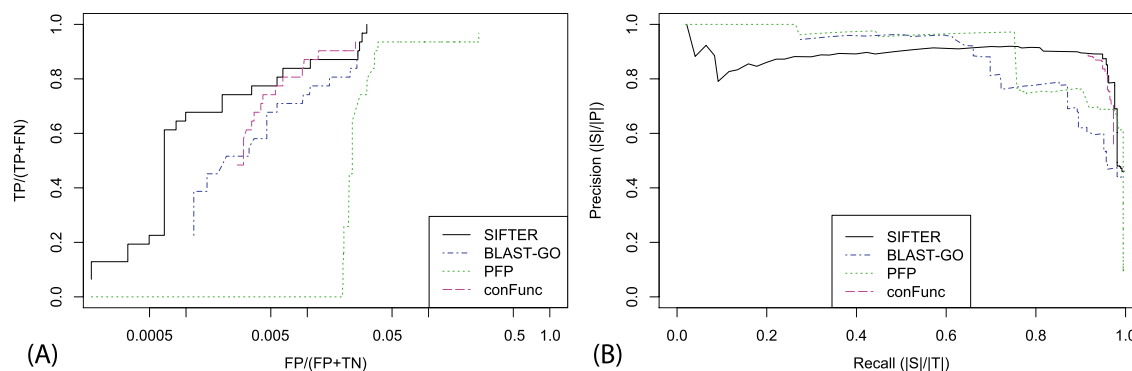 TP/(TP+FN)
1.0
0.8
0.6
0.4
0.2
0.0
SIFTER
BLAST-GO
PFP
conFunc
0.0005
0.005
0.05
0.5
1.0
FP/(FP+TN)
(A)
Precision (|S|/|P|)
1.0
0.8
0.6
0.4
0.2
0.0
SIFTER
BLAST-GO
PFP
conFunc
0.0
0.2
0.4
0.6
0.8
1.0
Recall (|S|/|T|)
(B)